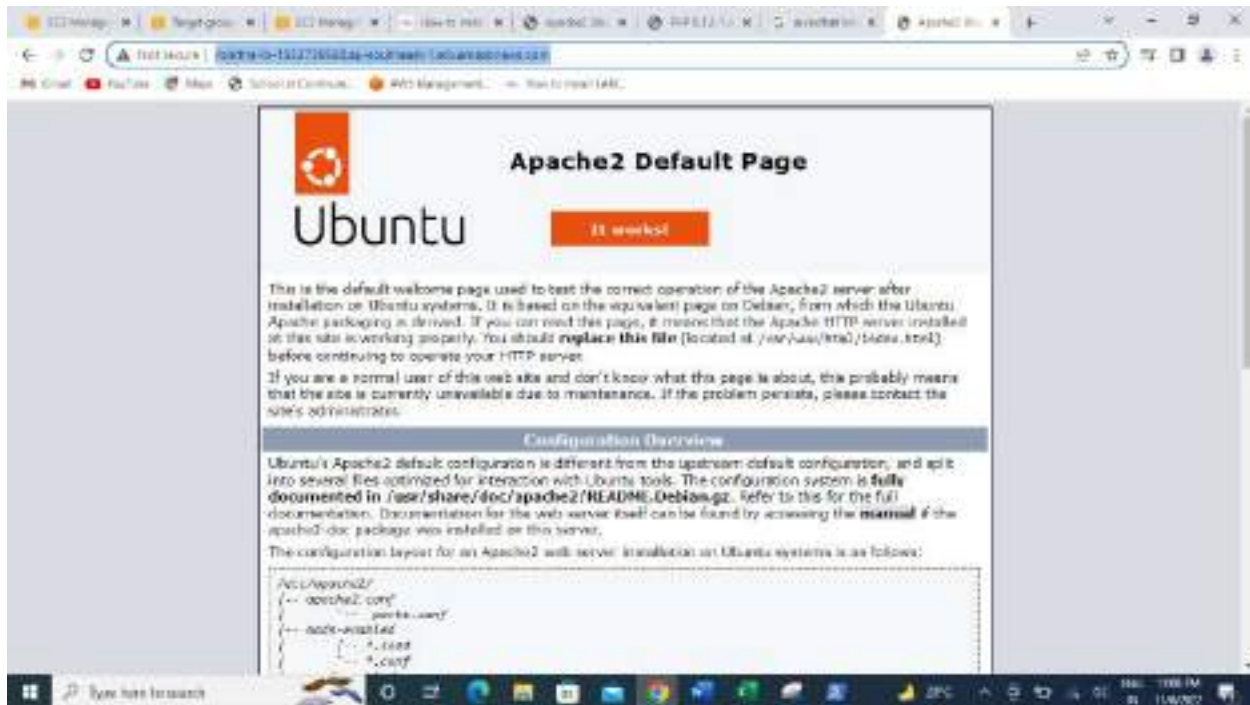 Not secure
Gmail YouTube Maps
Apache2 Default Page
Ubuntu
It works!
This is the default welcome page used to test the correct operation of the Apache2 server after
installation on Ubuntu systems. It is based on the equivalent page on Debian, from which the Ubuntu
Apache packaging is derived. If you can read this page, it means that the Apache HTTP server installed
at this site is working properly. You should replace this file (located at /var/www/html/index.html)
before continuing to operate your HTTP server.
If you are a normal user of this web site and don't know what this page is about, this probably means
that the site is currently unavailable due to maintenance. If the problem persists, please contact the
site's administrator.
Configuration Overview
Ubuntu's Apache2 default configuration is different from the upstream default configuration, and split
into several files optimized for interaction with Ubuntu tools. The configuration system is fully
documented in /usr/share/doc/apache2/README.Debian.gz. Refer to this for the full
documentation. Documentation for the web server itself can be found by accessing the manual if the
apache2-doc package was installed on this server.
The configuration layout for an Apache2 web server installation on Ubuntu systems is as follows:
/etc/apache2/
|-- apache2.conf
| `-- ports.conf
|-- mods-enabled
| |-- *.load
| `-- *.conf
Type here to search